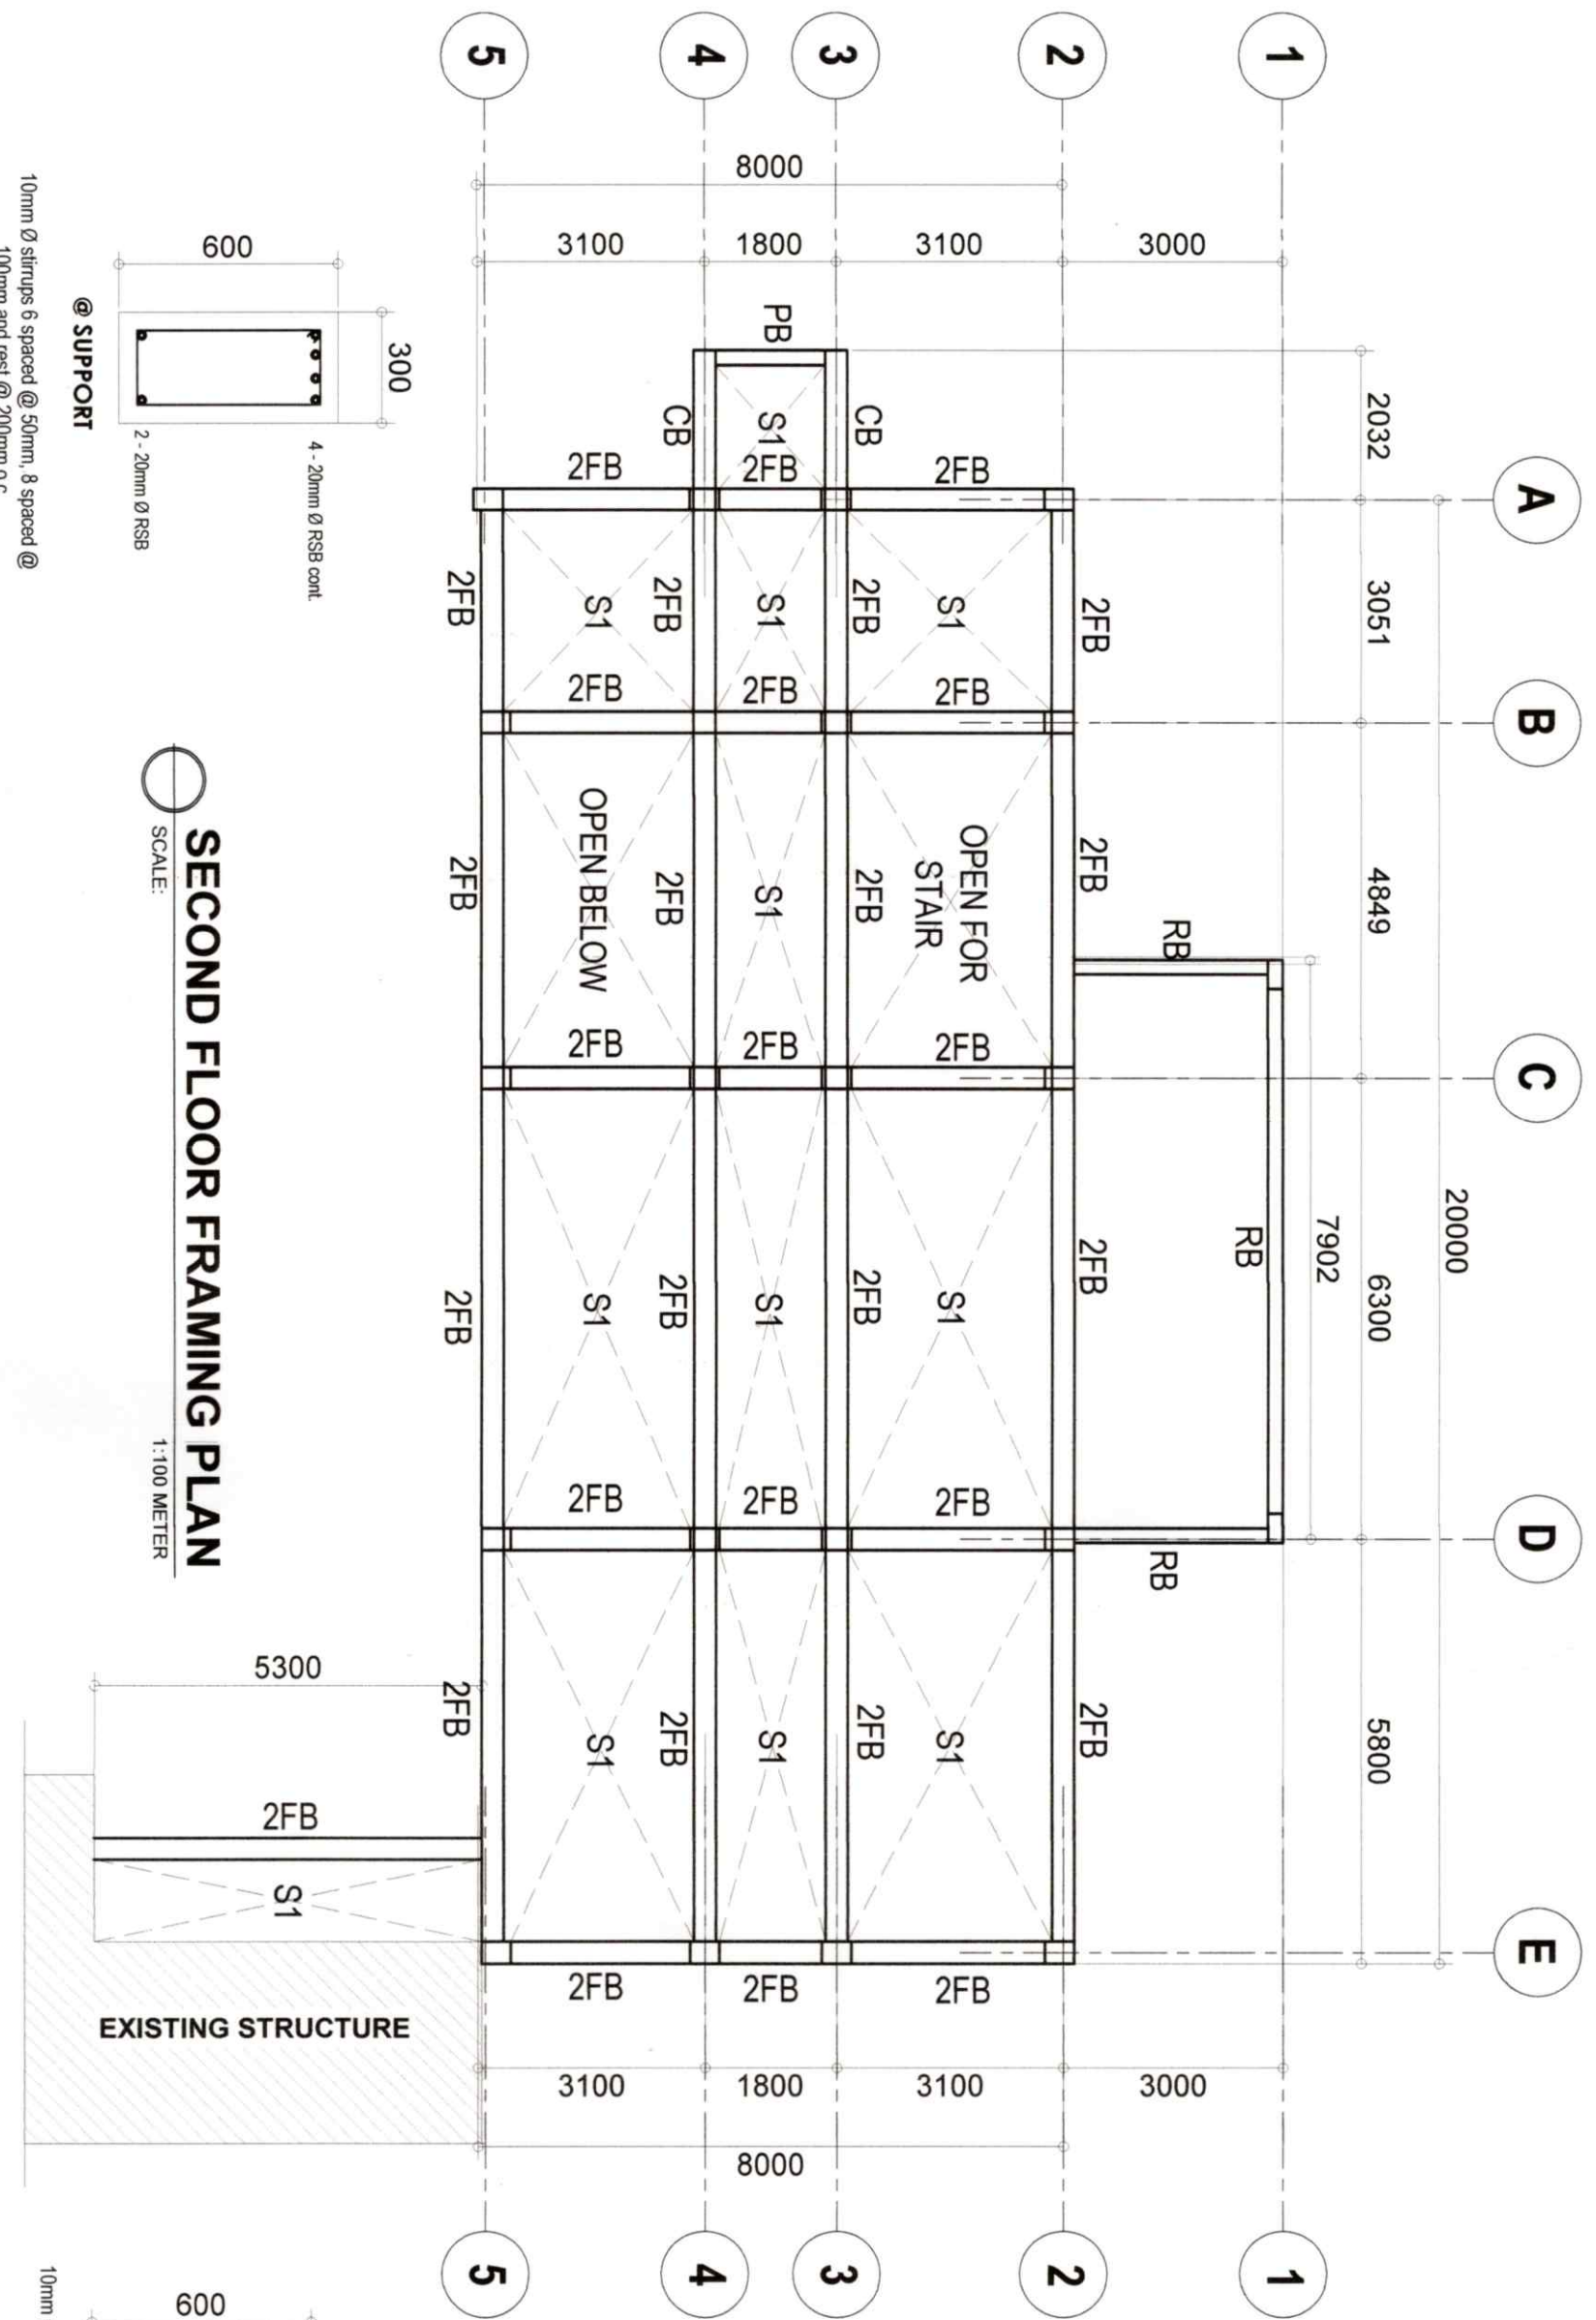 1
2
3
4
5
8000
3000
3100
1800
3100
2032
3051
4849
6300
5800
20000
7902
A
B
C
D
E
PB
CB
CB
S1
2FB
2FB
2FB
2FB
2FB
2FB
2FB
S1
S1
S1
2FB
2FB
2FB
2FB
2FB
2FB
2FB
OPEN FOR
STAIR
S1
OPEN BELOW
RB
RB
RB
2FB
2FB
2FB
2FB
2FB
2FB
2FB
S1
S1
S1
2FB
2FB
2FB
2FB
2FB
2FB
2FB
S1
S1
S1
2FB
2FB
2FB
5300
2FB
S1
EXISTING STRUCTURE
3000
3100
1800
3100
8000
1
2
3
4
5
600
300
4 - 20mm Ø RSB cont.
2 - 20mm Ø RSB
@ SUPPORT
10mm Ø stirrups 6 spaced @ 50mm, 8 spaced @
100mm and rest @ 200mm o.c.
SECOND FLOOR FRAMING PLAN
SCALE:
1:100 METER
600
10mm